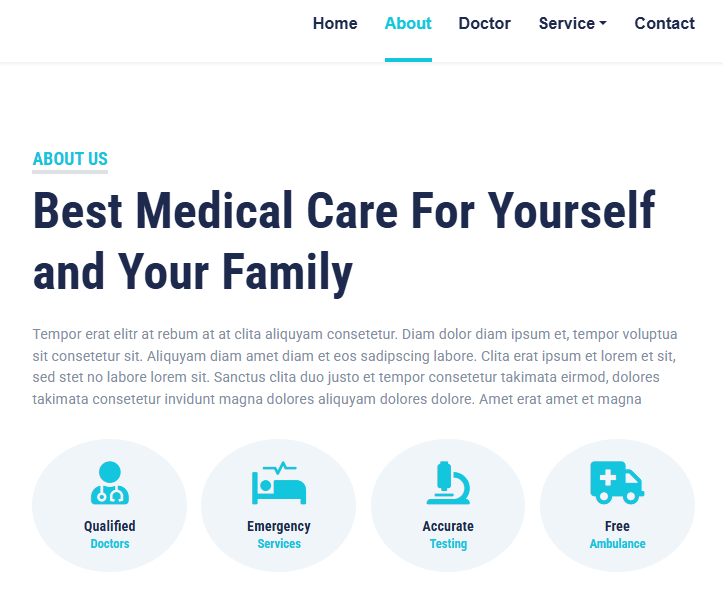 Home About Doctor Service Contact
ABOUT US
Best Medical Care For Yourself
and Your Family
Tempor erat elitr at rebum at at clita aliquyam consetetur. Diam dolor diam ipsum et, tempor voluptua
sit consetetur sit. Aliquyam diam amet diam et eos sadipscing labore. Clita erat ipsum et lorem et sit,
sed stet no labore lorem sit. Sanctus clita duo justo et tempor consetetur takimata eirmod, dolores
takimata consetetur invidunt magna dolores aliquyam dolores dolore. Amet erat amet et magna
Qualified Emergency Accurate Free
Doctors Services Testing Ambulance